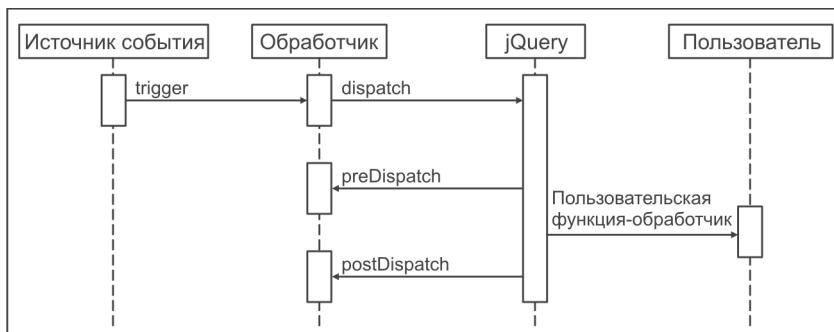 Источник события
Обработчик
jQuery
Пользователь
trigger
dispatch
preDispatch
Пользовательская
функция-обработчик
postDispatch